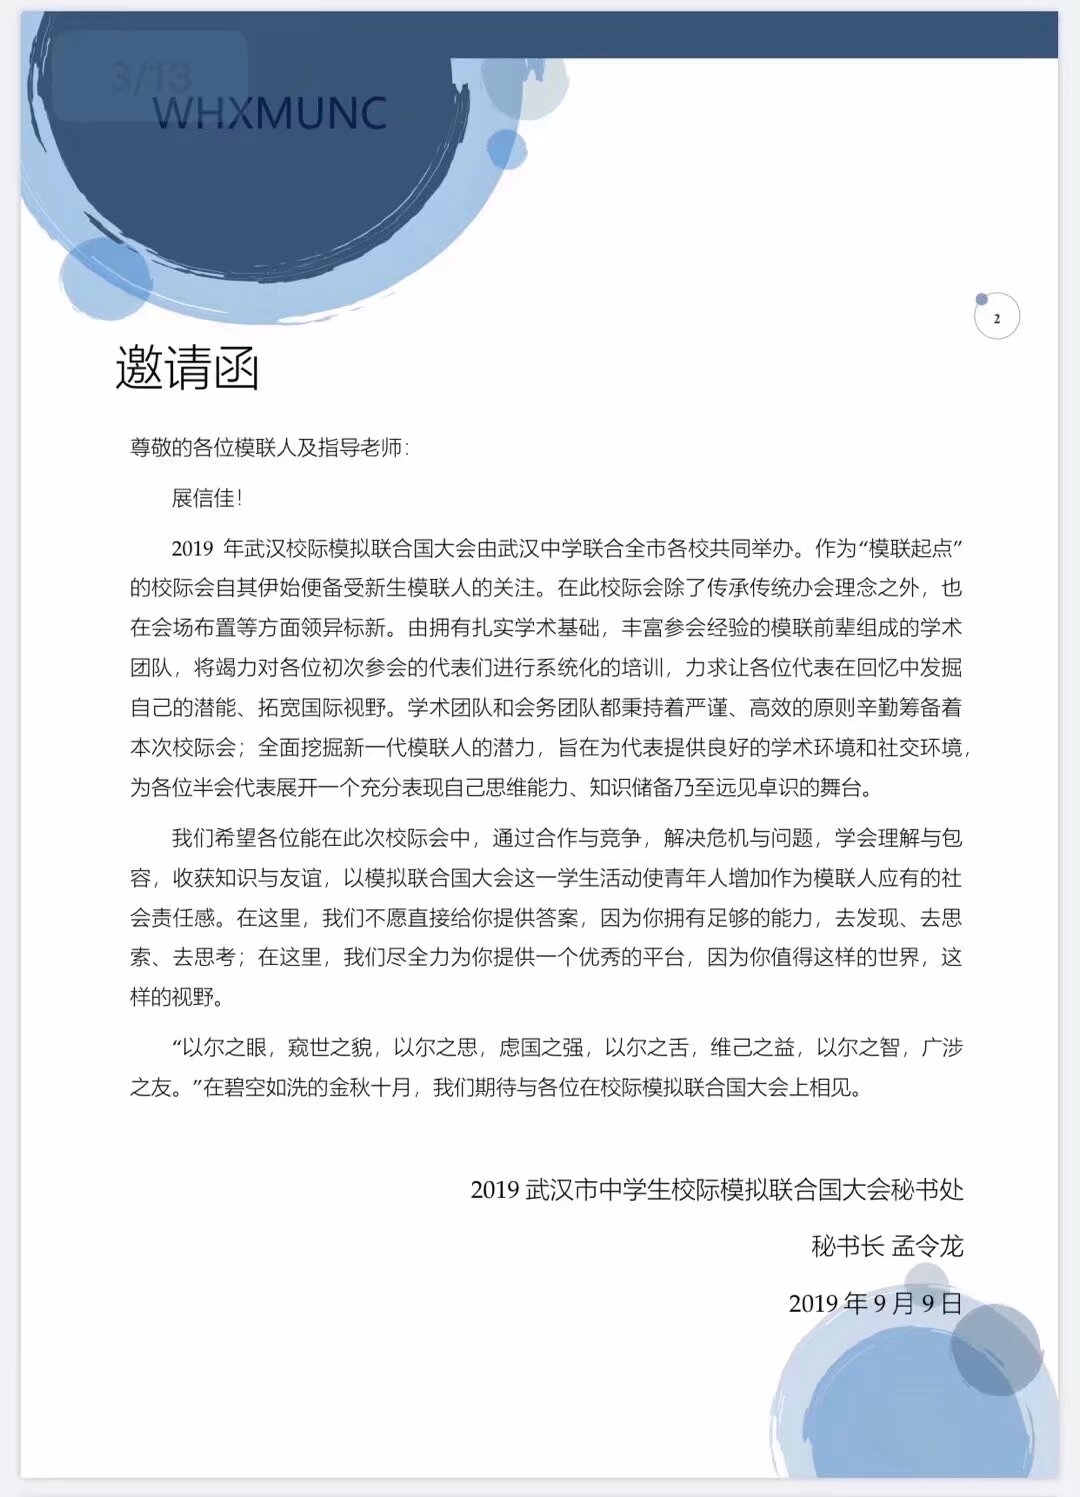 3/13
WHXMUNC
2
邀请函
尊敬的各位模联人及指导老师：
展信佳！
2019 年武汉校际模拟联合国大会由武汉中学联合全市各校共同举办。作为“模联起点”
的校际会自其伊始便备受新生模联人的关注。在此校际会除了传承传统办会理念之外，也
在会场布置等方面领异标新。由拥有扎实学术基础，丰富参会经验的模联前辈组成的学术
团队，将竭力对各位初次参会的代表们进行系统化的培训，力求让各位代表在回忆中发掘
自己的潜能、拓宽国际视野。学术团队和会务团队都秉持着严谨、高效的原则辛勤筹备着
本次校际会；全面挖掘新一代模联人的潜力，旨在为代表提供良好的学术环境和社交环境，
为各位半会代表展开一个充分表现自己思维能力、知识储备乃至远见卓识的舞台。
我们希望各位能在此次校际会中，通过合作与竞争，解决危机与问题，学会理解与包
容，收获知识与友谊，以模拟联合国大会这一学生活动使青年人增加作为模联人应有的社
会责任感。在这里，我们不愿直接给你提供答案，因为你拥有足够的能力，去发现、去思
索、去思考；在这里，我们尽全力为你提供一个优秀的平台，因为你值得这样的世界，这
样的视野。
“以尔之眼，窥世之貌，以尔之思，虑国之强，以尔之舌，维己之益，以尔之智，广涉
之友。”在碧空如洗的金秋十月，我们期待与各位在校际模拟联合国大会上相见。
2019 武汉市中学生校际模拟联合国大会秘书处
秘书长 孟令龙
2019 年 9 月 9 日